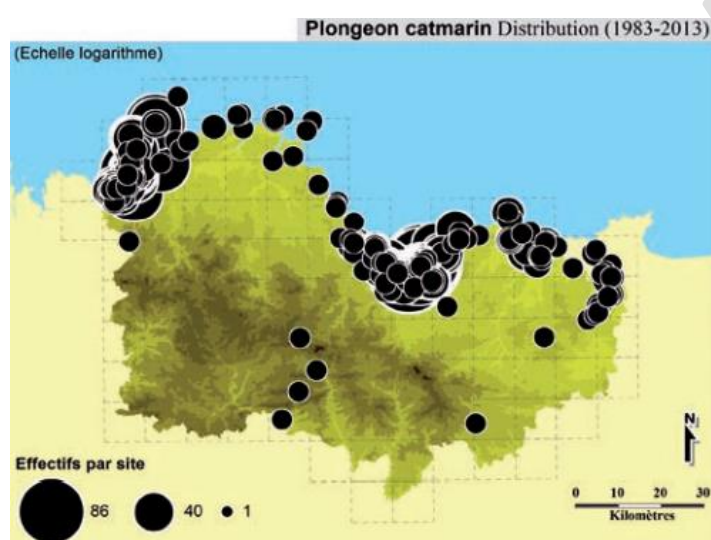 Plongeon catmarin Distribution (1983-2013)
(Echelle logarithme)
N
Effectifs par site
86 40 1
0 10 20 30
Kilomètres